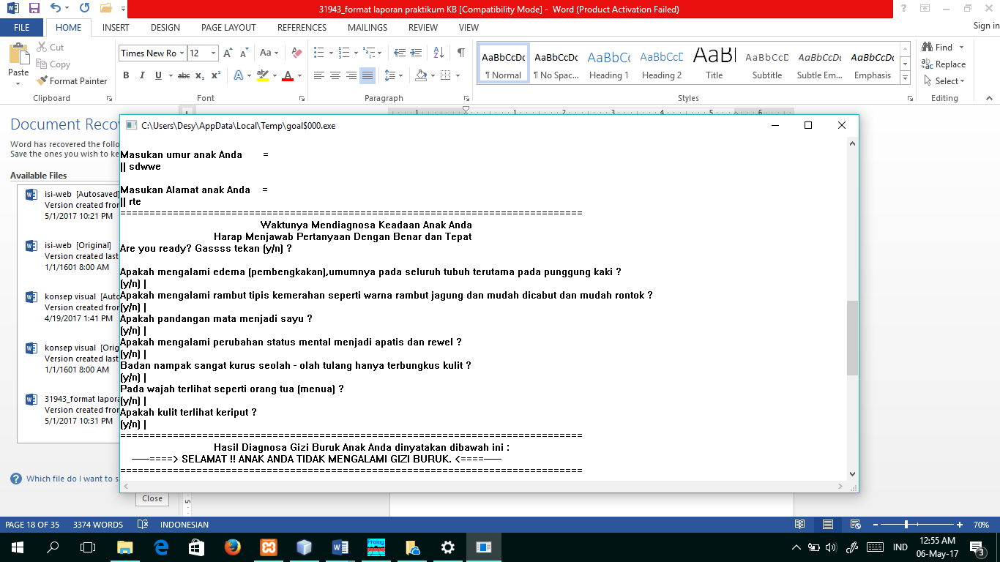 31943_format laporan praktikum KB [Compatibility Mode] - Word (Product Activation Failed)
FILE HOME INSERT DESIGN PAGE LAYOUT REFERENCES MAILINGS REVIEW VIEW Sign in
Paste
Cut
Copy
Format Painter
Clipboard
Times New Ro 12
Font
Paragraph
AaBbCcDc AaBbCcDc AaBbCc AaBbCcD AaB AaBbCcD AaBbCcDc AaBbCcDc
¶ Normal ¶ No Spac... Heading 1 Heading 2 Title Subtitle Subtle Em... Emphasis
Styles
Find
Replace
Select
Editing
Document Reco
Word has recovered the follo
Save the ones you wish to ke
Available Files
isi-web [Autosaved]
Version created from
5/1/2017 10:21 PM
isi-web [Original]
Version created last
1/1/1601 8:00 AM
konsep visual [Auto
Version created from
4/19/2017 1:41 PM
konsep visual [Orig
Version created last
1/1/1601 8:00 AM
31943_format lapora
Version created from
5/1/2017 10:31 PM
Which file do I want to s
Close
C:\Users\Desy\AppData\Local\Temp\goal$000.exe
Masukan umur anak Anda =
|| sdwwe
Masukan Alamat anak Anda =
|| rte
===============================================================================
Waktunya Mendiagnosa Keadaan Anak Anda
Harap Menjawab Pertanyaan Dengan Benar dan Tepat
Are you ready? Gassss tekan (y/n) ?
Apakah mengalami edema (pembengkakan),umumnya pada seluruh tubuh terutama pada punggung kaki ?
(y/n) |
Apakah mengalami rambut tipis kemerahan seperti warna rambut jagung dan mudah dicabut dan mudah rontok ?
(y/n) |
Apakah pandangan mata menjadi sayu ?
(y/n) |
Apakah mengalami perubahan status mental menjadi apatis dan rewel ?
(y/n) |
Badan nampak sangat kurus seolah - olah tulang hanya terbungkus kulit ?
(y/n) |
Pada wajah terlihat seperti orang tua (menua) ?
(y/n) |
Apakah kulit terlihat keriput ?
(y/n) |
===============================================================================
Hasil Diagnosa Gizi Buruk Anak Anda dinyatakan dibawah ini :
-----====> SELAMAT !! ANAK ANDA TIDAK MENGALAMI GIZI BURUK. <====-----
===============================================================================
PAGE 18 OF 35 3374 WORDS INDONESIAN 70%
Prolog
IND
12:55 AM
06-May-17
3